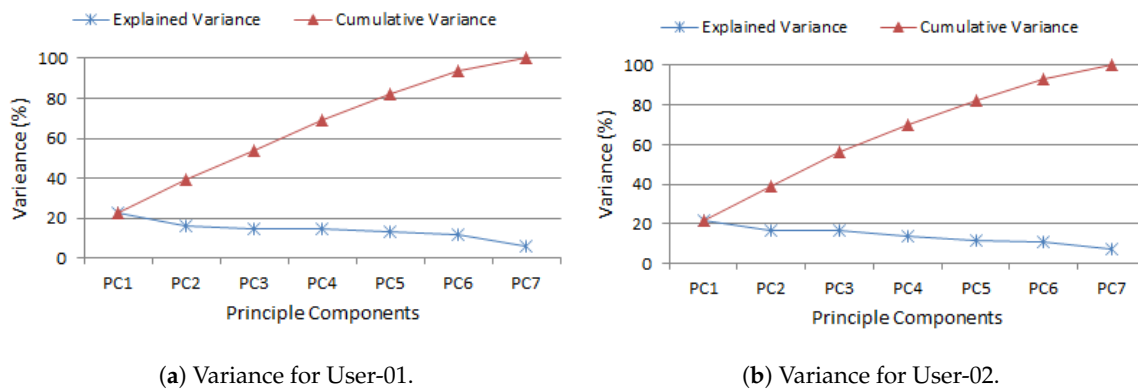 Explained Variance Cumulative Variance
100
80
60
40
20
0
Varieance (%)
PC1 PC2 PC3 PC4 PC5 PC6 PC7
Principle Components
(a) Variance for User-01.
Explained Variance Cumulative Variance
100
80
60
40
20
0
Variance (%)
PC1 PC2 PC3 PC4 PC5 PC6 PC7
Principle Components
(b) Variance for User-02.